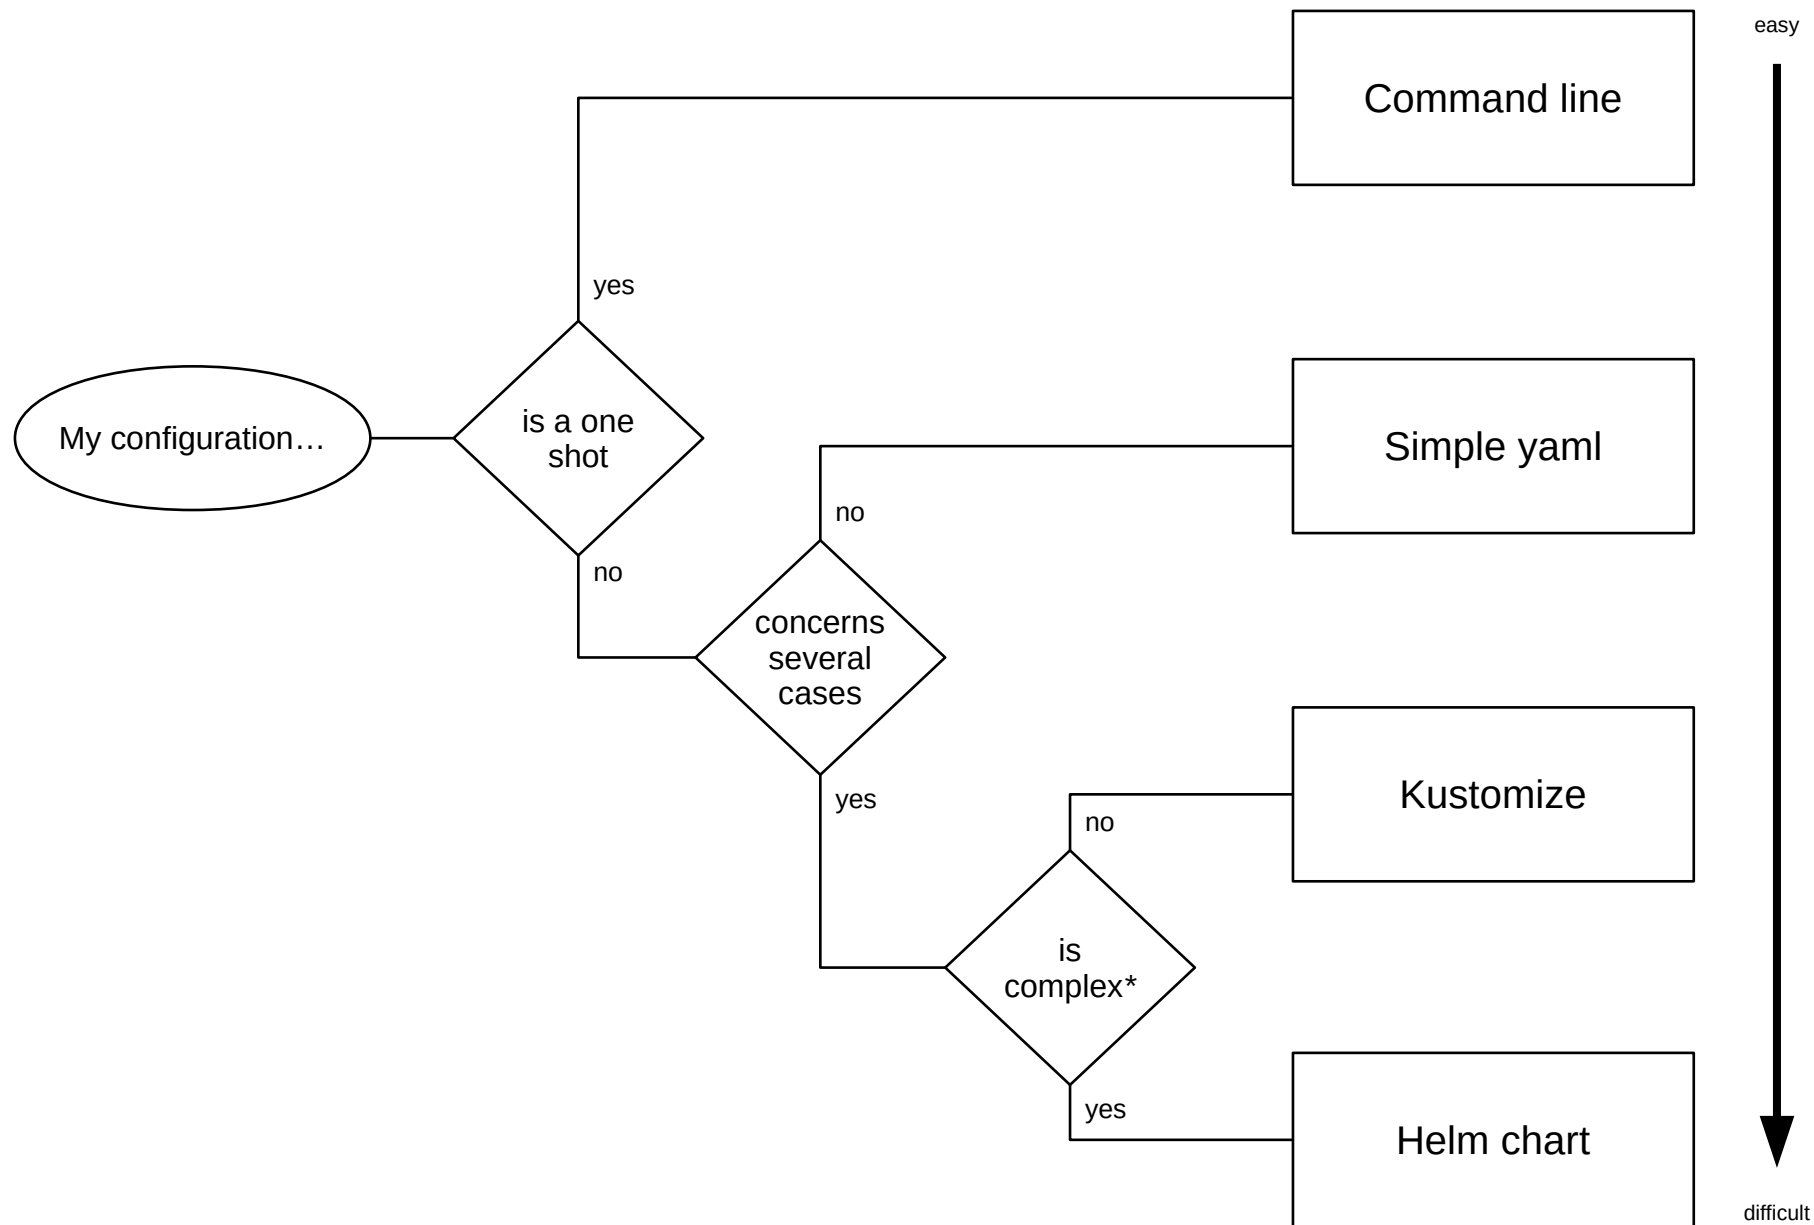 easy
Command line
yes
My configuration…
is a one
shot
Simple yaml
no
no
concerns
several
cases
yes
Kustomize
no
is
complex*
yes
Helm chart
difficult